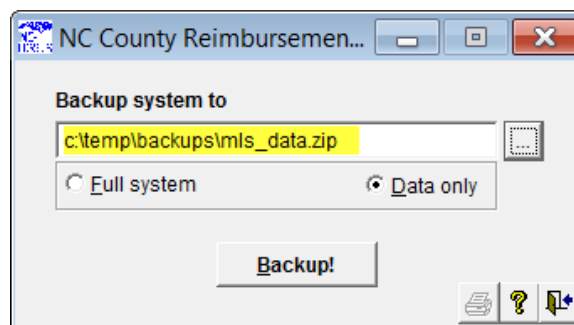 NC County Reimbursemen...
Backup system to
c:\temp\backups\mls_data.zip
...
Full system
Data only
Backup!